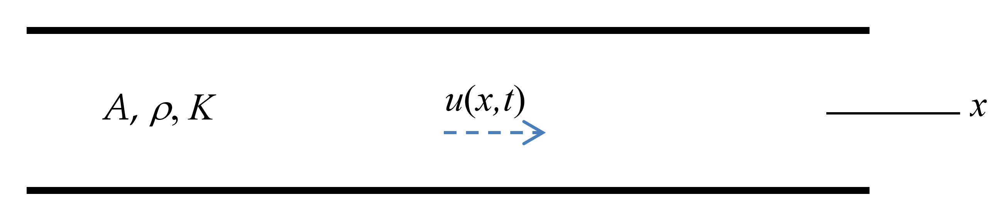 A, ρ, K
u(x,t)
x